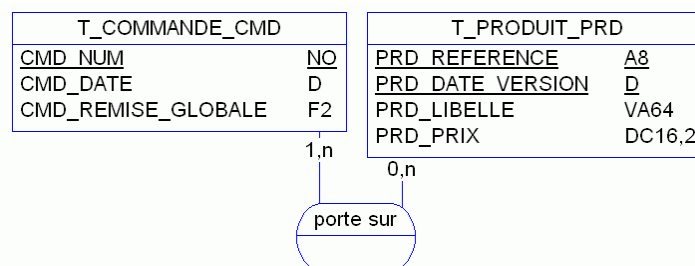 T_COMMANDE_CMD
CMD_NUM NO
CMD_DATE D
CMD_REMISE_GLOBALE F2
T_PRODUIT_PRD
PRD_REFERENCE A8
PRD_DATE_VERSION D
PRD_LIBELLE VA64
PRD_PRIX DC16,2
1,n
0,n
porte sur